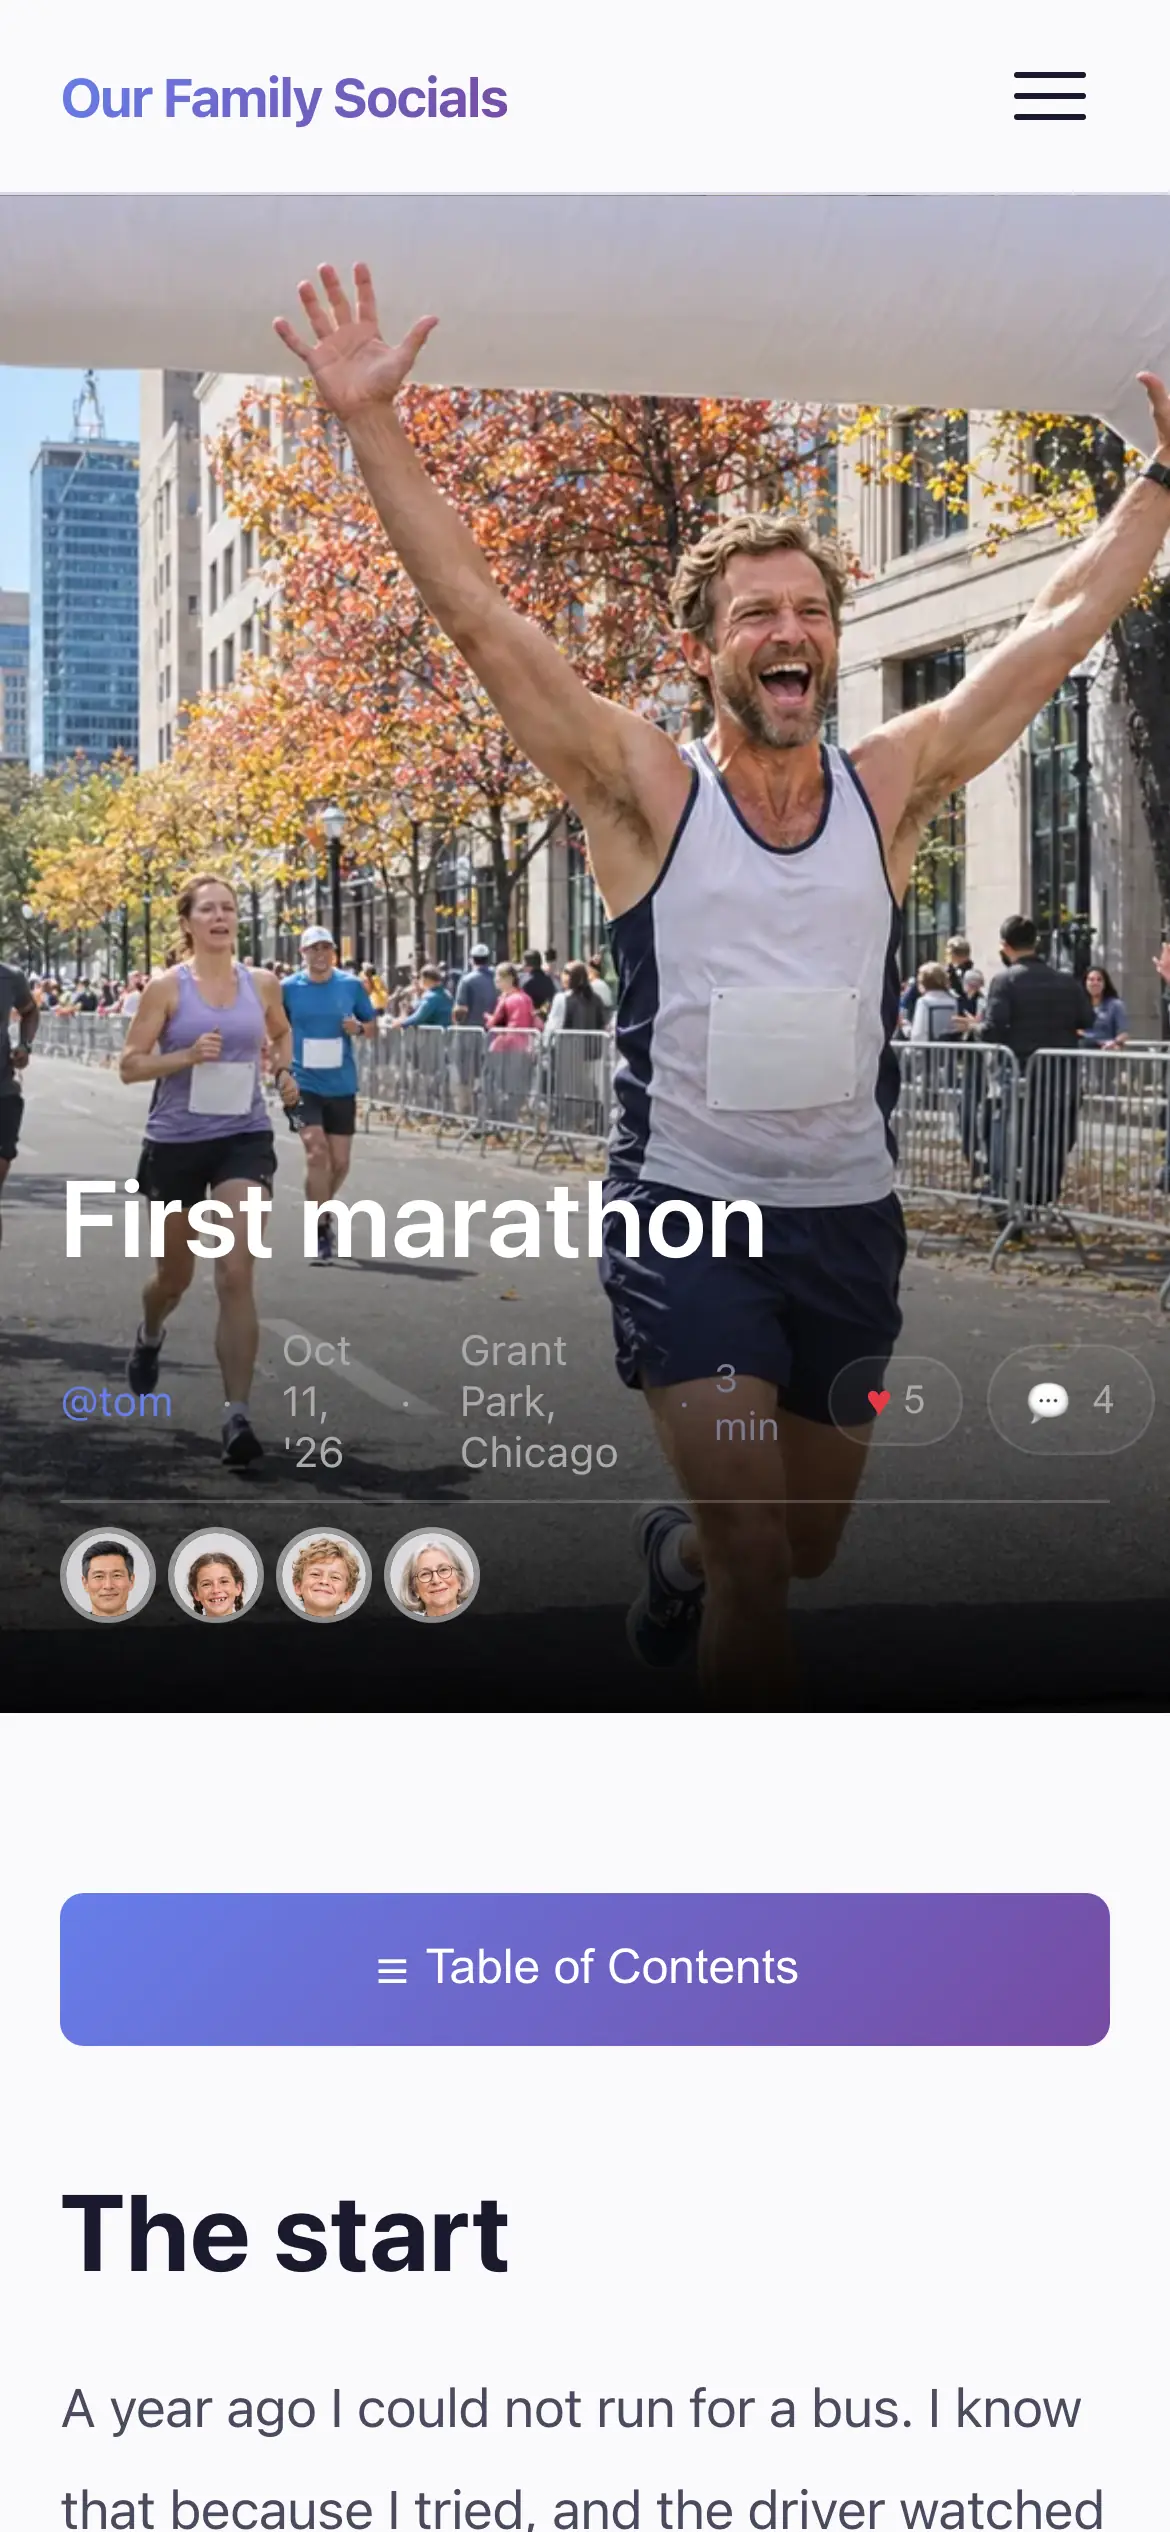 Our Family Socials
First marathon
@tom · Oct 11, '26 · Grant Park, Chicago · 3 min ♥ 5 💬 4
≡ Table of Contents
The start
A year ago I could not run for a bus. I know
that because I tried, and the driver watched